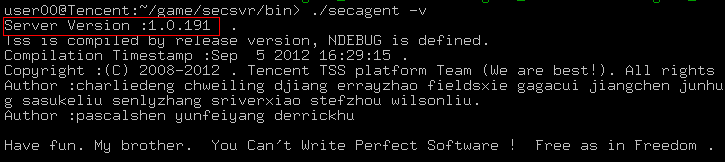 user00@Tencent:~/game/secsvr/bin> ./secagent -v
Server Version :1.0.191 .
Tss is compiled by release version, NDEBUG is defined.
Compilation Timestamp :Sep  5 2012 16:29:15 .
Copyright :(C) 2008-2012 . Tencent TSS platform Team (We are best!). All rights
Author :charliedeng chweiling djiang errayzhao fieldsxie gagacui jiangchen junhu
g sasukeliu senlyzhang sriverxiao stefzhou wilsonliu.
Author :pascalshen yunfeiyang derrickhu
Have fun. My brother.  You Can't Write Perfect Software !  Free as in Freedom .